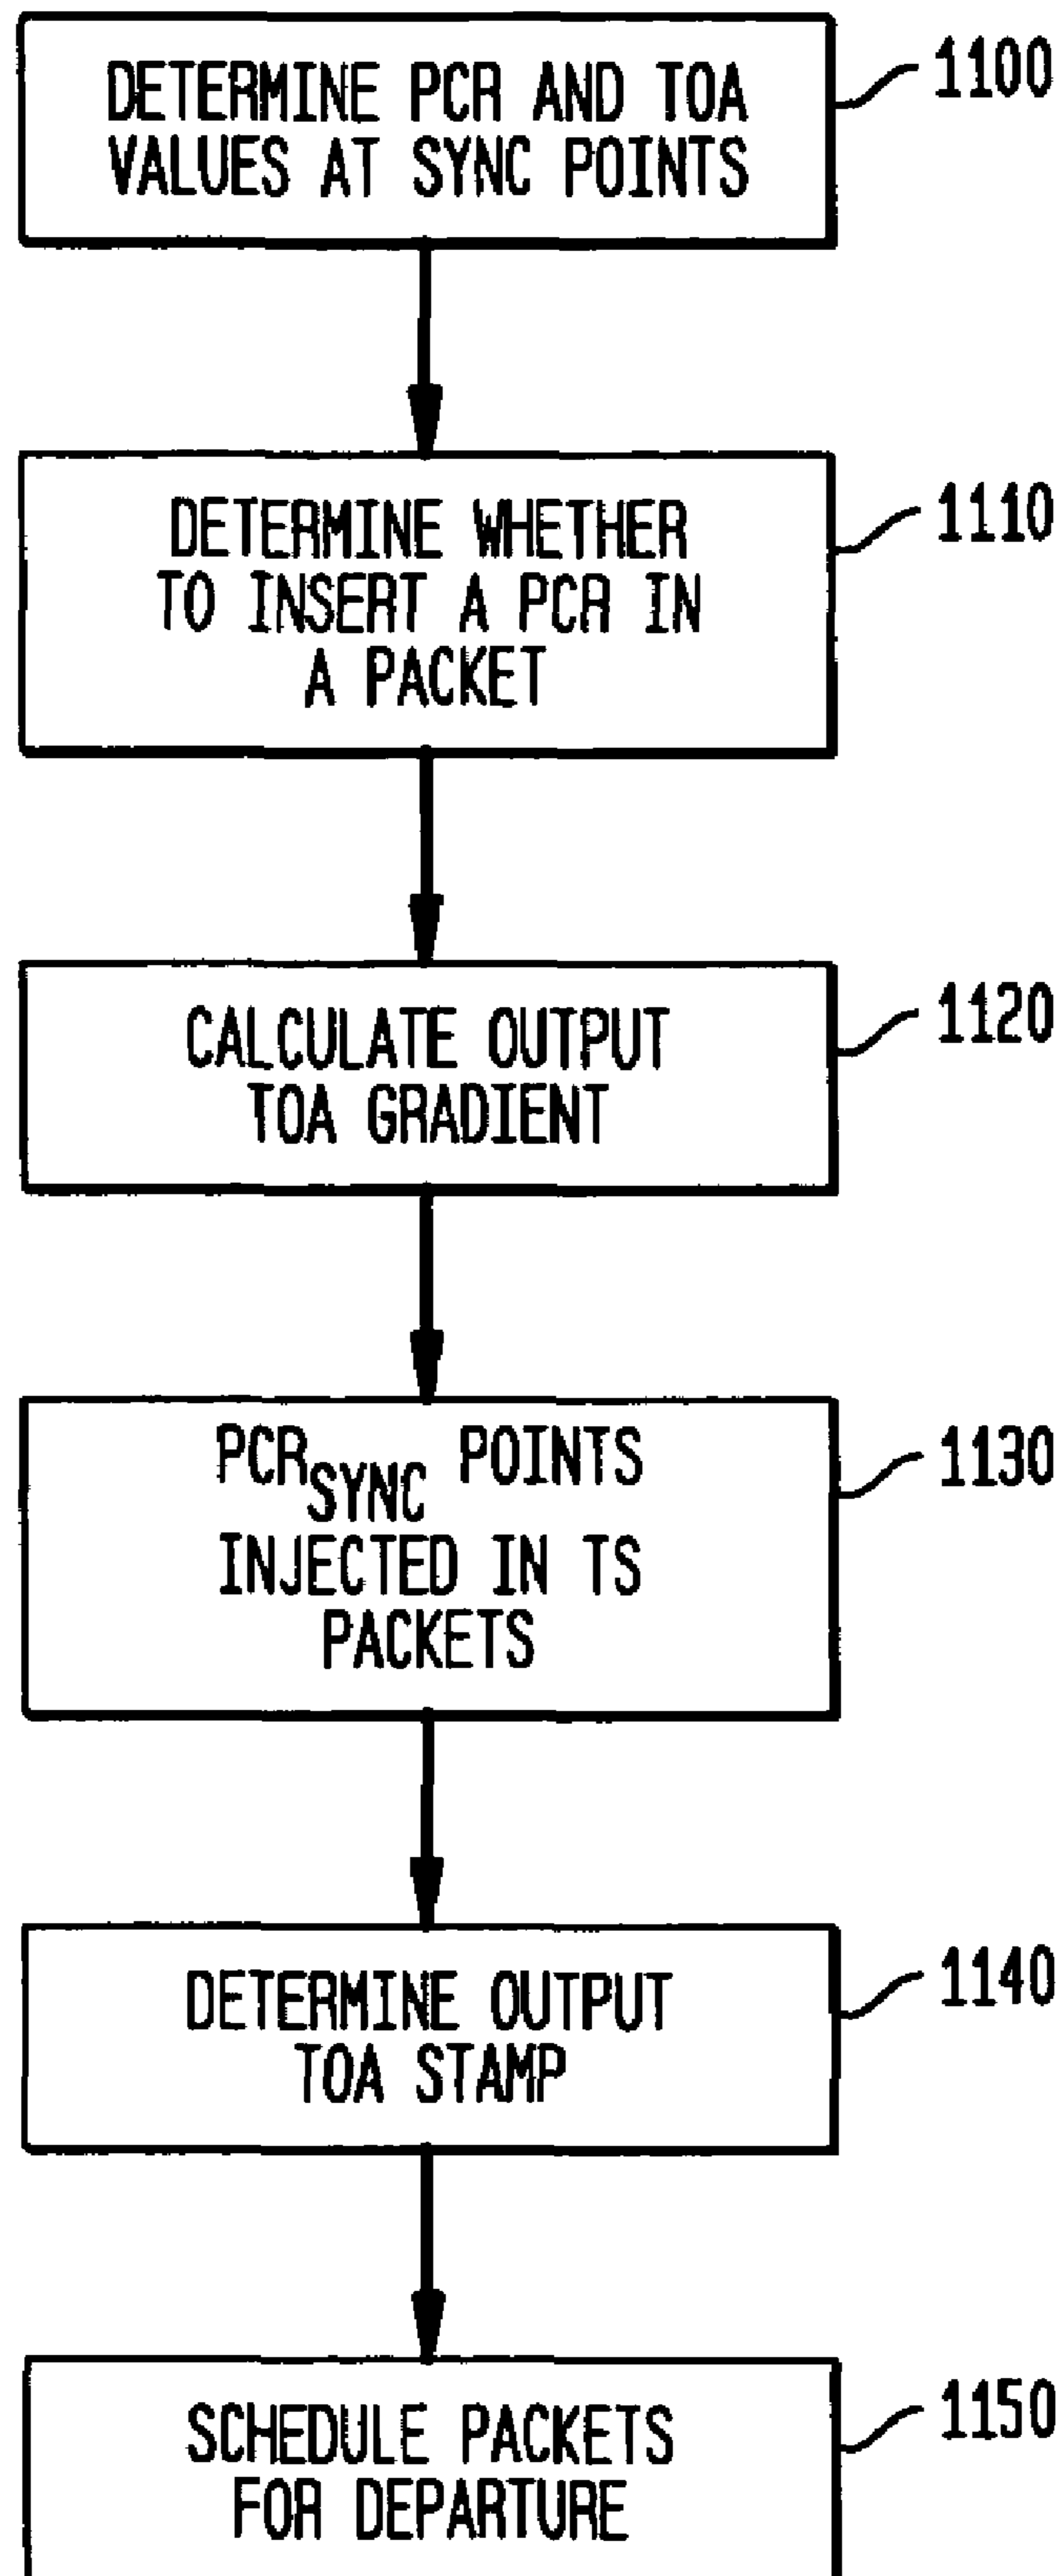 DETERMINE PCR AND TOA
VALUES AT SYNC POINTS
1100
DETERMINE WHETHER
TO INSERT A PCR IN
A PACKET
1110
CALCULATE OUTPUT
TOA GRADIENT
1120
PCRSYNC POINTS
INJECTED IN TS
PACKETS
1130
DETERMINE OUTPUT
TOA STAMP
1140
SCHEDULE PACKETS
FOR DEPARTURE
1150